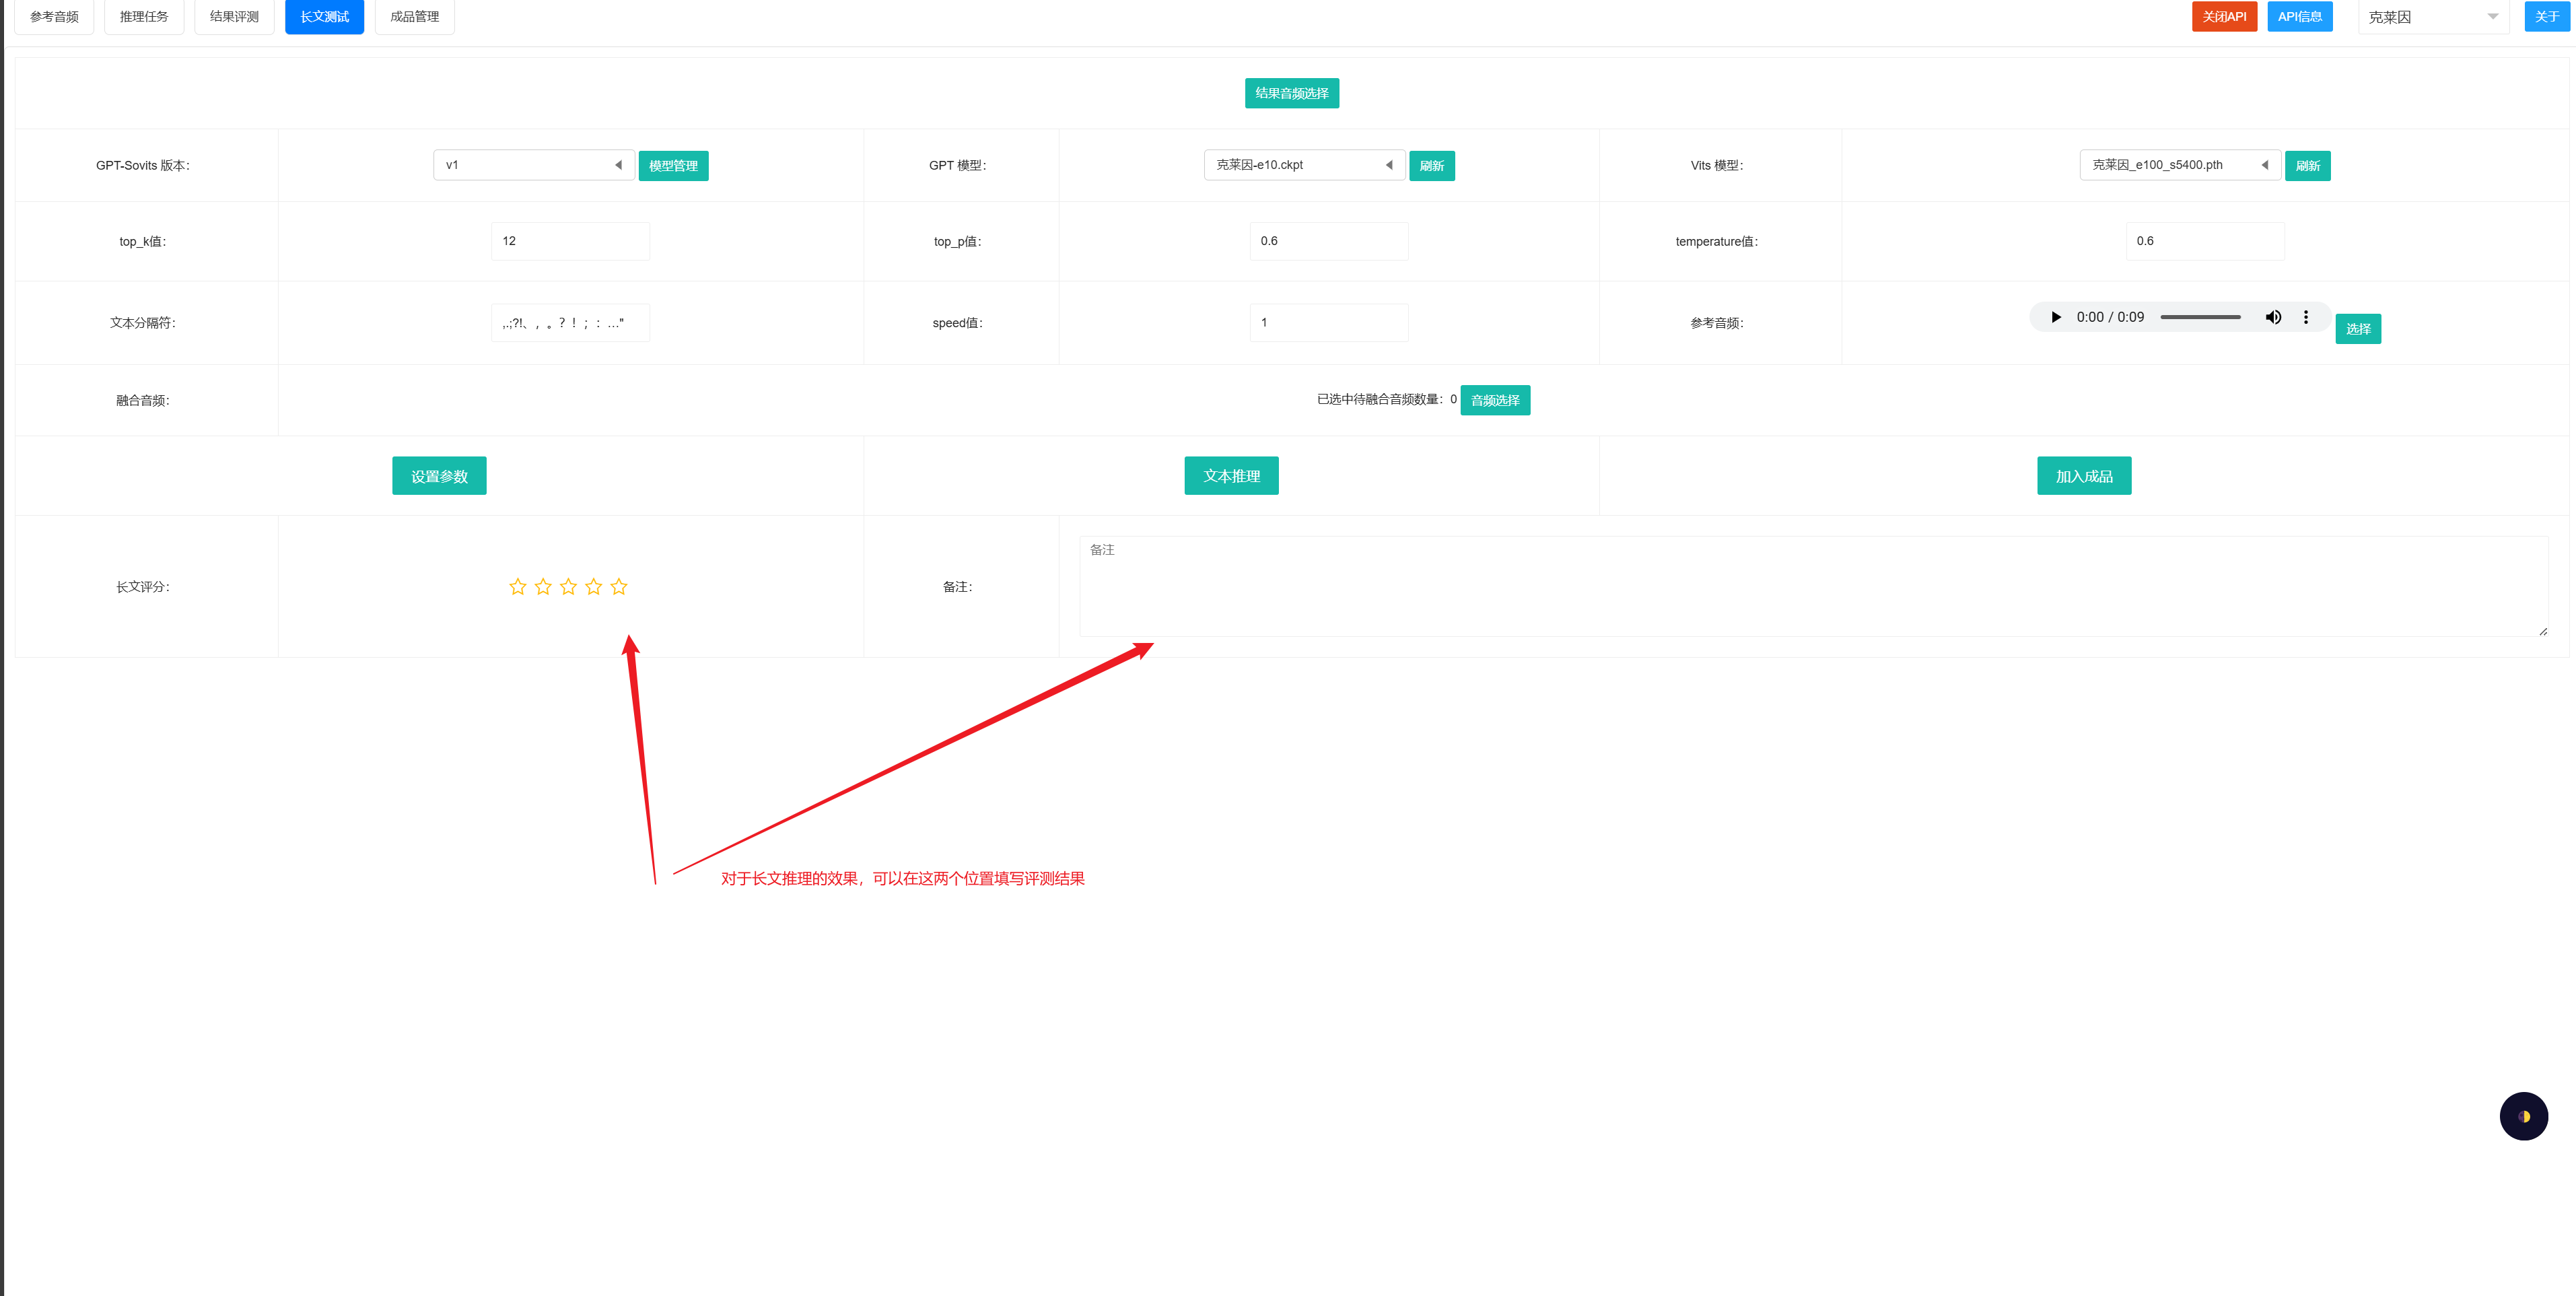 参考音频 推理任务 结果评测 长文测试 成品管理 关闭API API信息 克莱因 关于
结果音频选择
GPT-Sovits 版本: v1 模型管理 GPT 模型: 克莱因-e10.ckpt 刷新 Vits 模型: 克莱因_e100_s5400.pth 刷新
top_k值: 12 top_p值: 0.6 temperature值: 0.6
文本分隔符: ,.;?!、，。？！；：…" speed值: 1 参考音频: 0:00 / 0:09 选择
融合音频: 已选中待融合音频数量：0 音频选择
设置参数 文本推理 加入成品
长文评分: 备注: 备注
对于长文推理的效果，可以在这两个位置填写评测结果